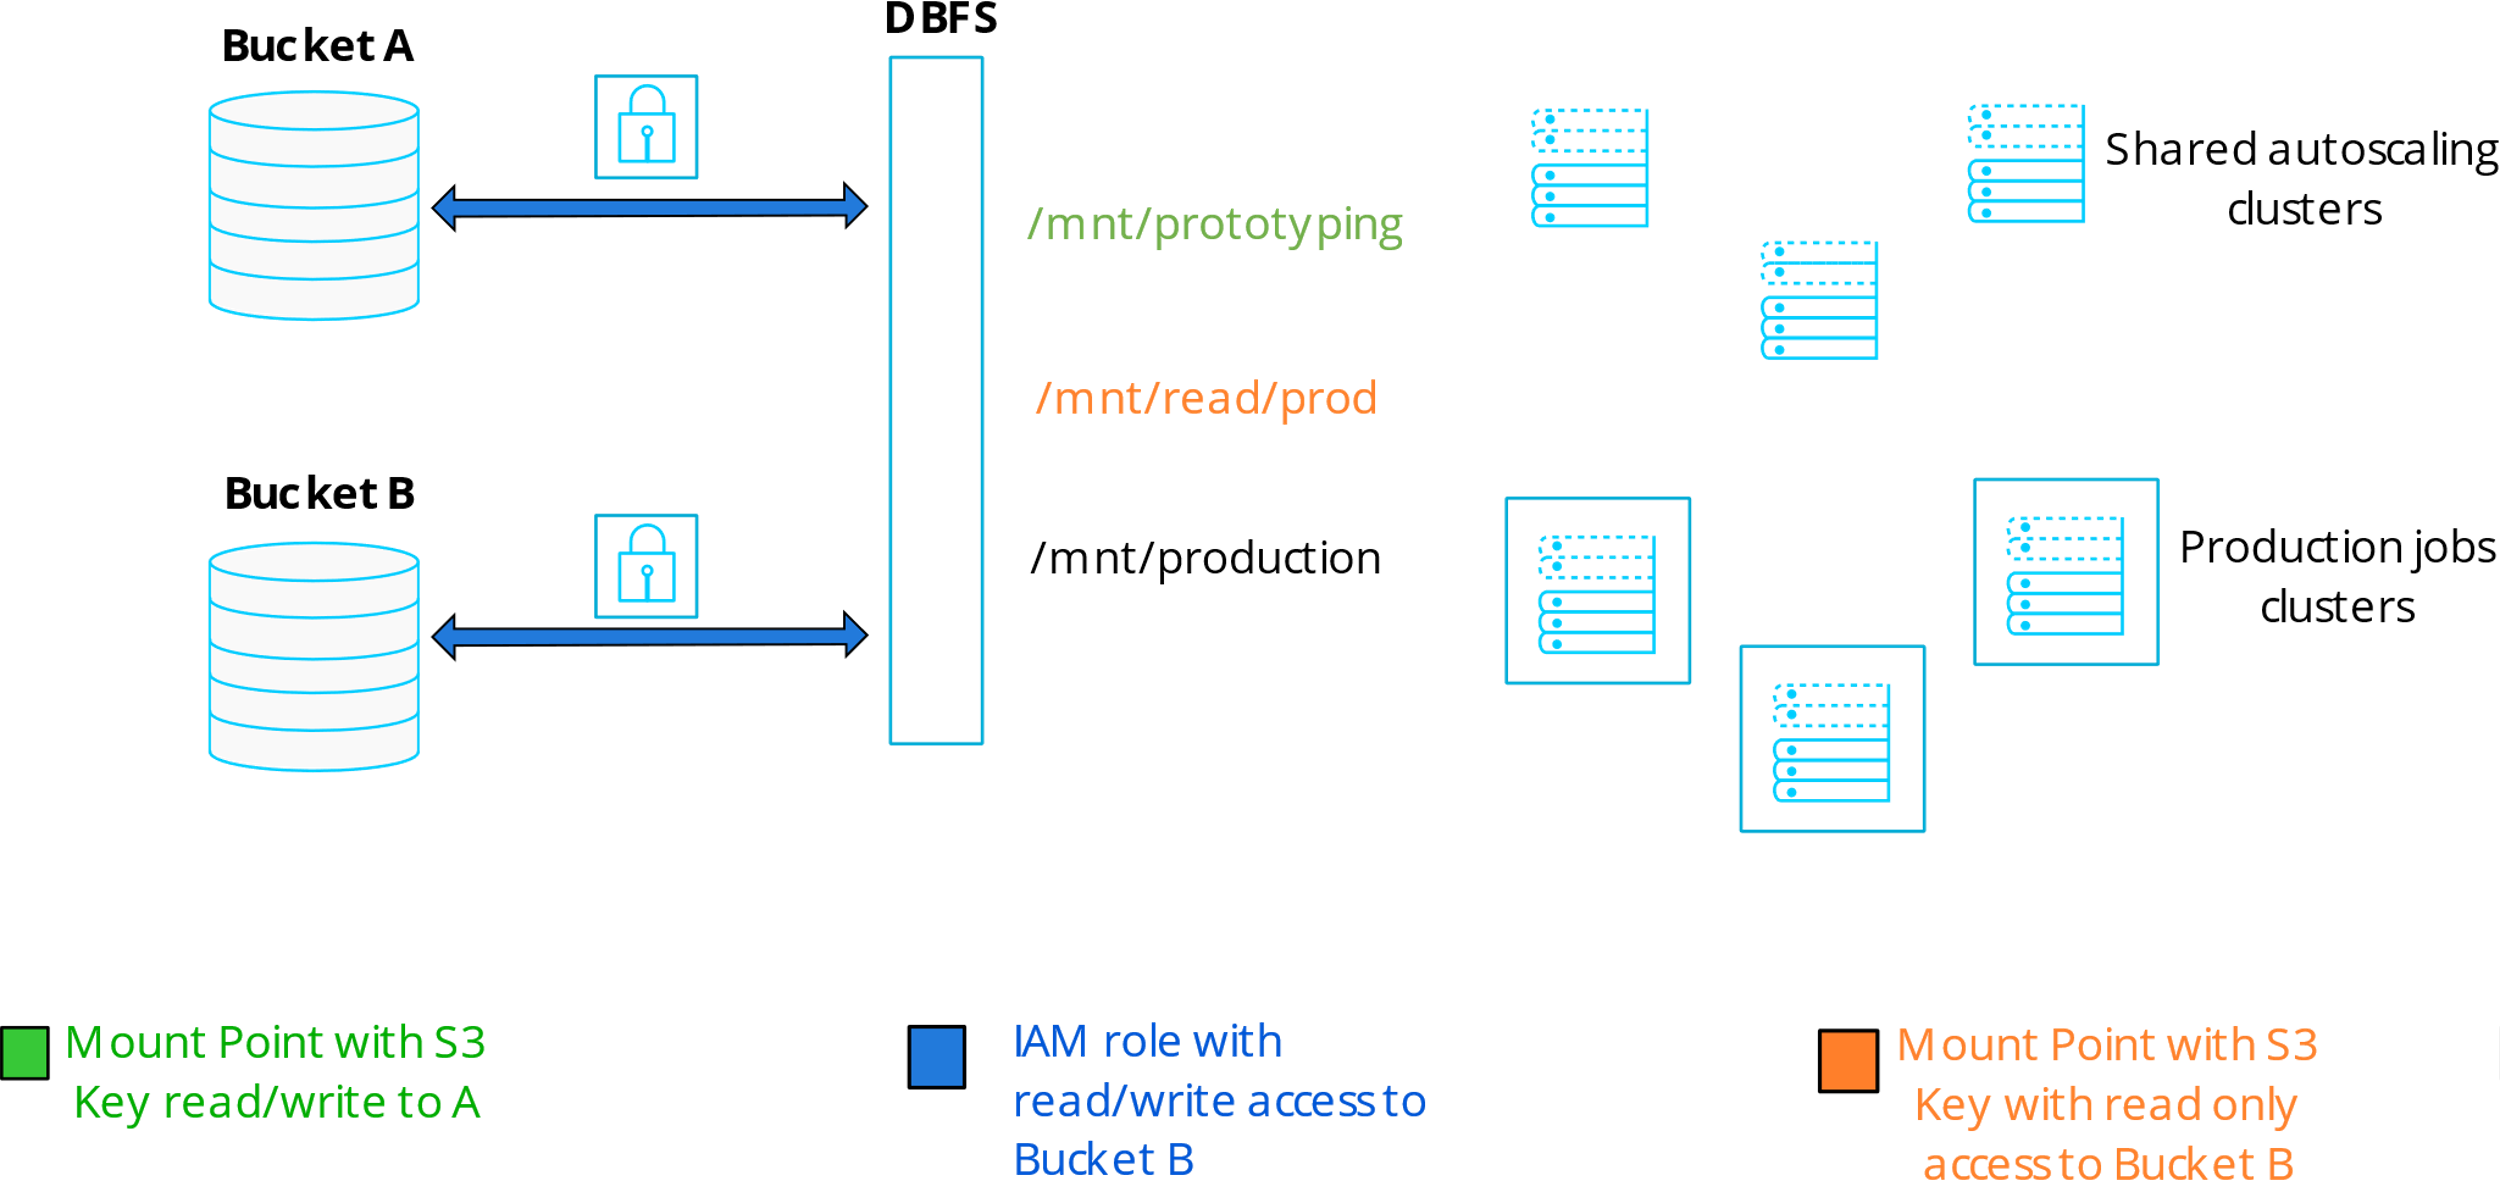 DBFS
Bucket A
Shared autoscaling
clusters
/mnt/prototyping
/mnt/read/prod
Bucket B
/mnt/production
Production jobs
clusters
Mount Point with S3
Key read/write to A
IAM role with
read/write access to
Bucket B
Mount Point with S3
Key with read only
access to Bucket B